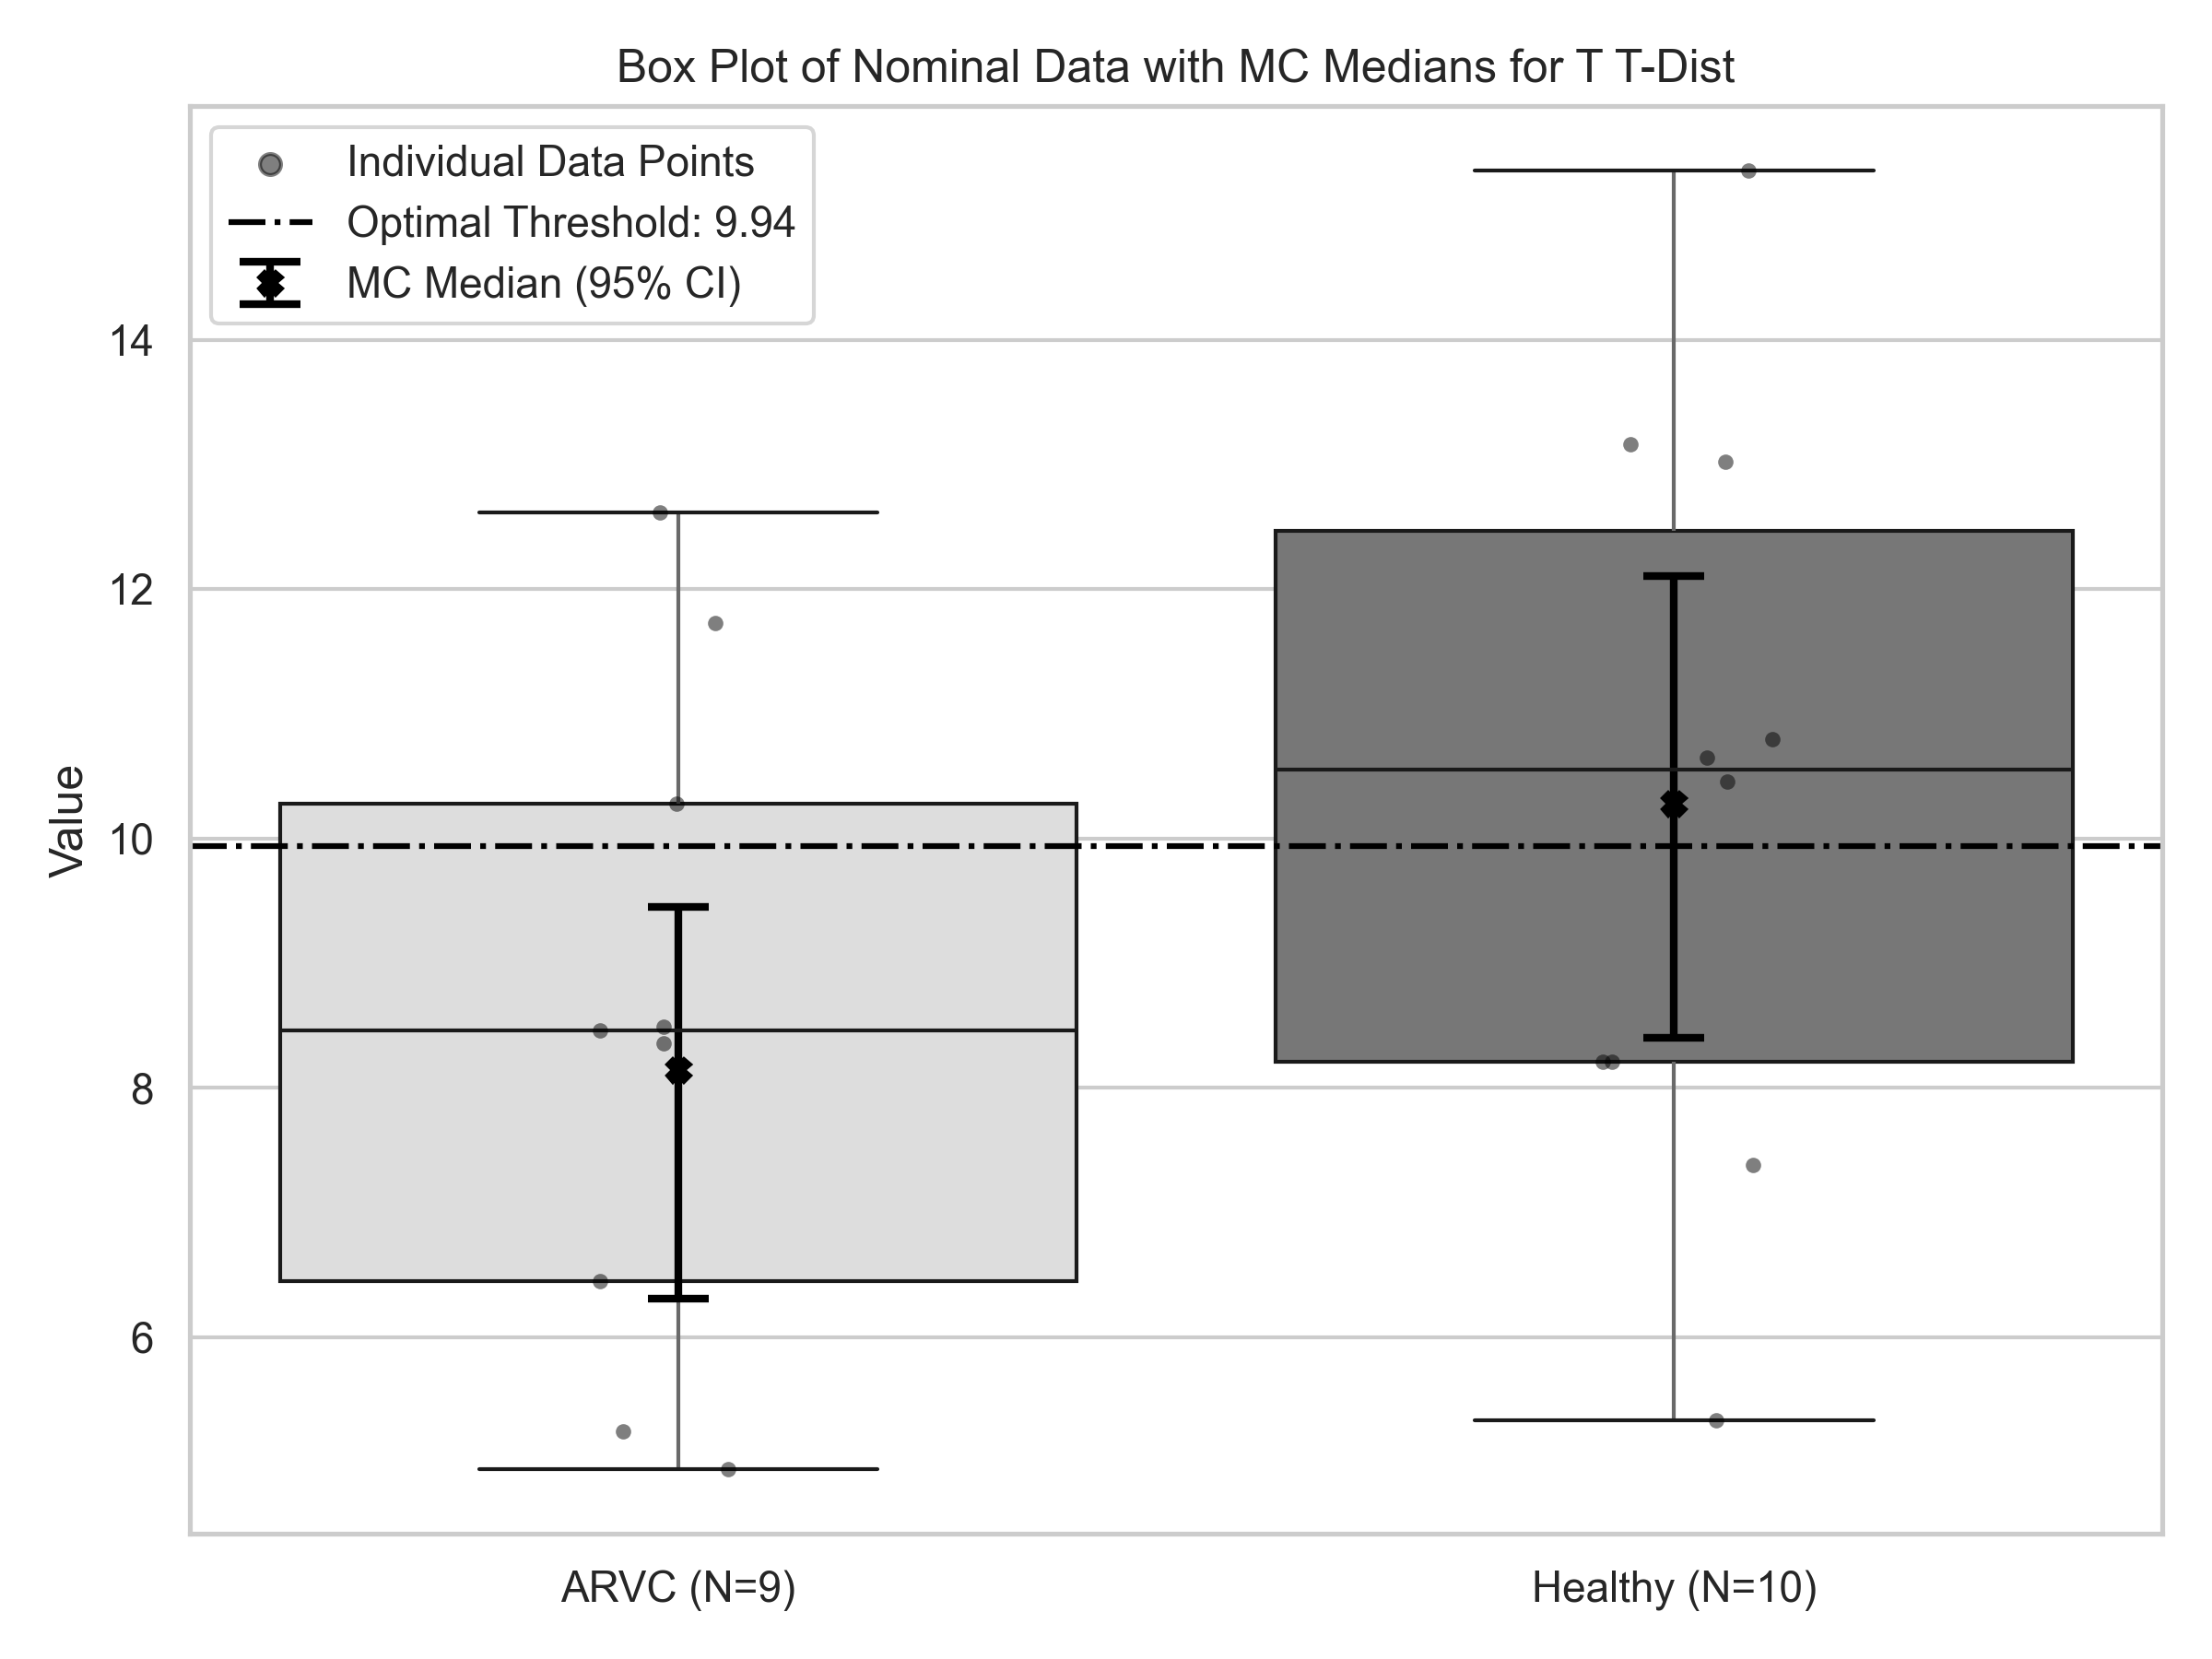 Box Plot of Nominal Data with MC Medians for T T-Dist
Individual Data Points
Optimal Threshold: 9.94
MC Median (95% CI)
14
12
10
8
6
Value
ARVC (N=9)
Healthy (N=10)